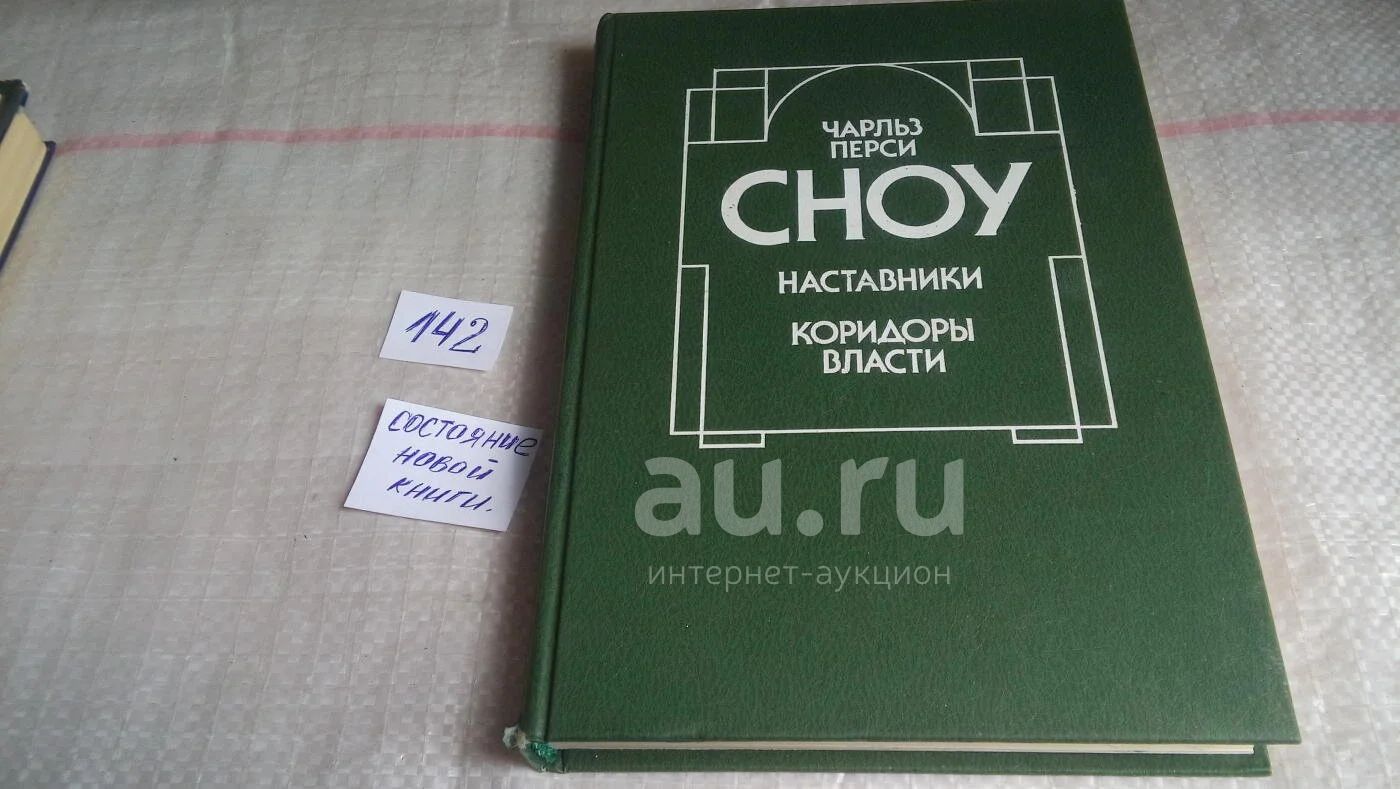 ЧАРЛЬЗ
ПЕРСИ
СНОУ
НАСТАВНИКИ
КОРИДОРЫ
ВЛАСТИ
142
СОСТОЯНИЕ
НОВОЙ
КНИГИ.
au.ru
интернет-аукцион